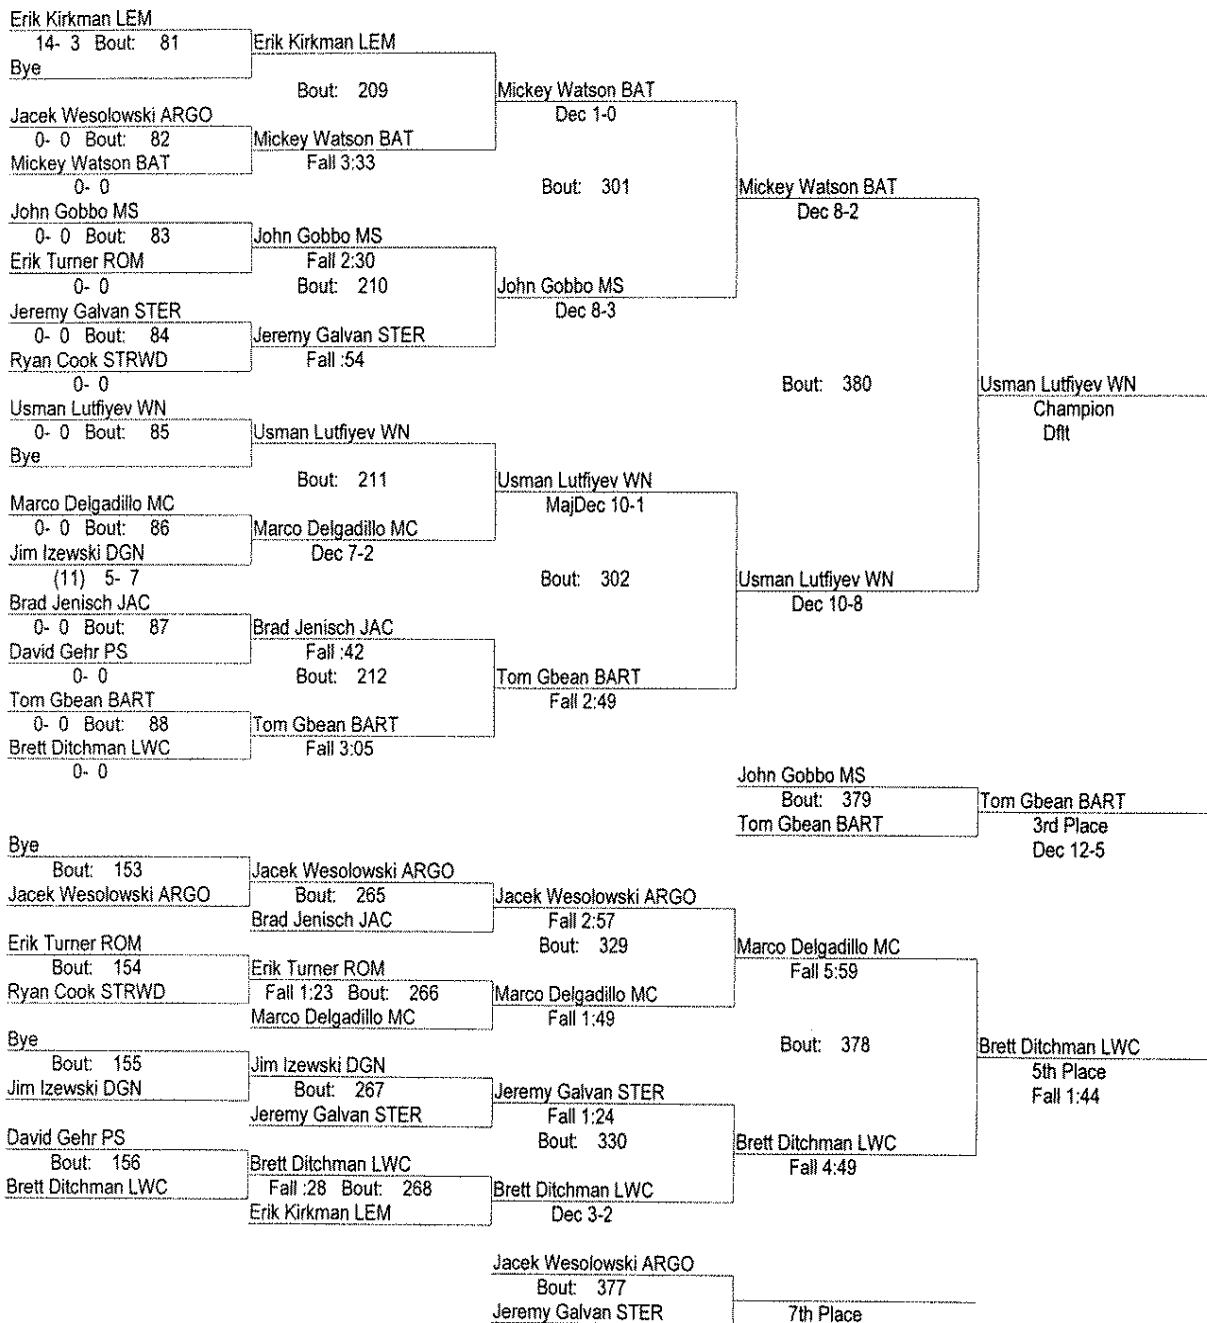 Erik Kirkman LEM
14- 3 Bout: 81
Bye
Erik Kirkman LEM
Bout: 209
Jacek Wesolowski ARGO
0- 0 Bout: 82
Mickey Watson BAT
0- 0
Mickey Watson BAT
Fall 3:33
Mickey Watson BAT
Dec 1-0
Bout: 301
John Gobbo MS
0- 0 Bout: 83
Erik Turner ROM
0- 0
John Gobbo MS
Fall 2:30
Bout: 210
Jeremy Galvan STER
0- 0 Bout: 84
Ryan Cook STRWD
0- 0
Jeremy Galvan STER
Fall :54
John Gobbo MS
Dec 8-3
Mickey Watson BAT
Dec 8-2
Bout: 380
Usman Lutfiyev WN
Champion
Dflt
Usman Lutfiyev WN
0- 0 Bout: 85
Bye
Usman Lutfiyev WN
Bout: 211
Marco Delgadillo MC
0- 0 Bout: 86
Jim Izewski DGN
(11) 5- 7
Marco Delgadillo MC
Dec 7-2
Usman Lutfiyev WN
MajDec 10-1
Bout: 302
Brad Jenisch JAC
0- 0 Bout: 87
David Gehr PS
0- 0
Brad Jenisch JAC
Fall :42
Bout: 212
Tom Gbean BART
0- 0 Bout: 88
Brett Ditchman LWC
0- 0
Tom Gbean BART
Fall 3:05
Tom Gbean BART
Fall 2:49
Usman Lutfiyev WN
Dec 10-8
John Gobbo MS
Bout: 379
Tom Gbean BART
Tom Gbean BART
3rd Place
Dec 12-5
Bye
Bout: 153
Jacek Wesolowski ARGO
Jacek Wesolowski ARGO
Bout: 265
Brad Jenisch JAC
Jacek Wesolowski ARGO
Fall 2:57
Bout: 329
Erik Turner ROM
Bout: 154
Ryan Cook STRWD
Erik Turner ROM
Fall 1:23 Bout: 266
Marco Delgadillo MC
Marco Delgadillo MC
Fall 1:49
Marco Delgadillo MC
Fall 5:59
Bout: 378
Bye
Bout: 155
Jim Izewski DGN
Jim Izewski DGN
Bout: 267
Jeremy Galvan STER
Jeremy Galvan STER
Fall 1:24
Bout: 330
David Gehr PS
Bout: 156
Brett Ditchman LWC
Brett Ditchman LWC
Fall :28 Bout: 268
Erik Kirkman LEM
Brett Ditchman LWC
Dec 3-2
Brett Ditchman LWC
Fall 4:49
Brett Ditchman LWC
5th Place
Fall 1:44
Jacek Wesolowski ARGO
Bout: 377
Jeremy Galvan STER
7th Place